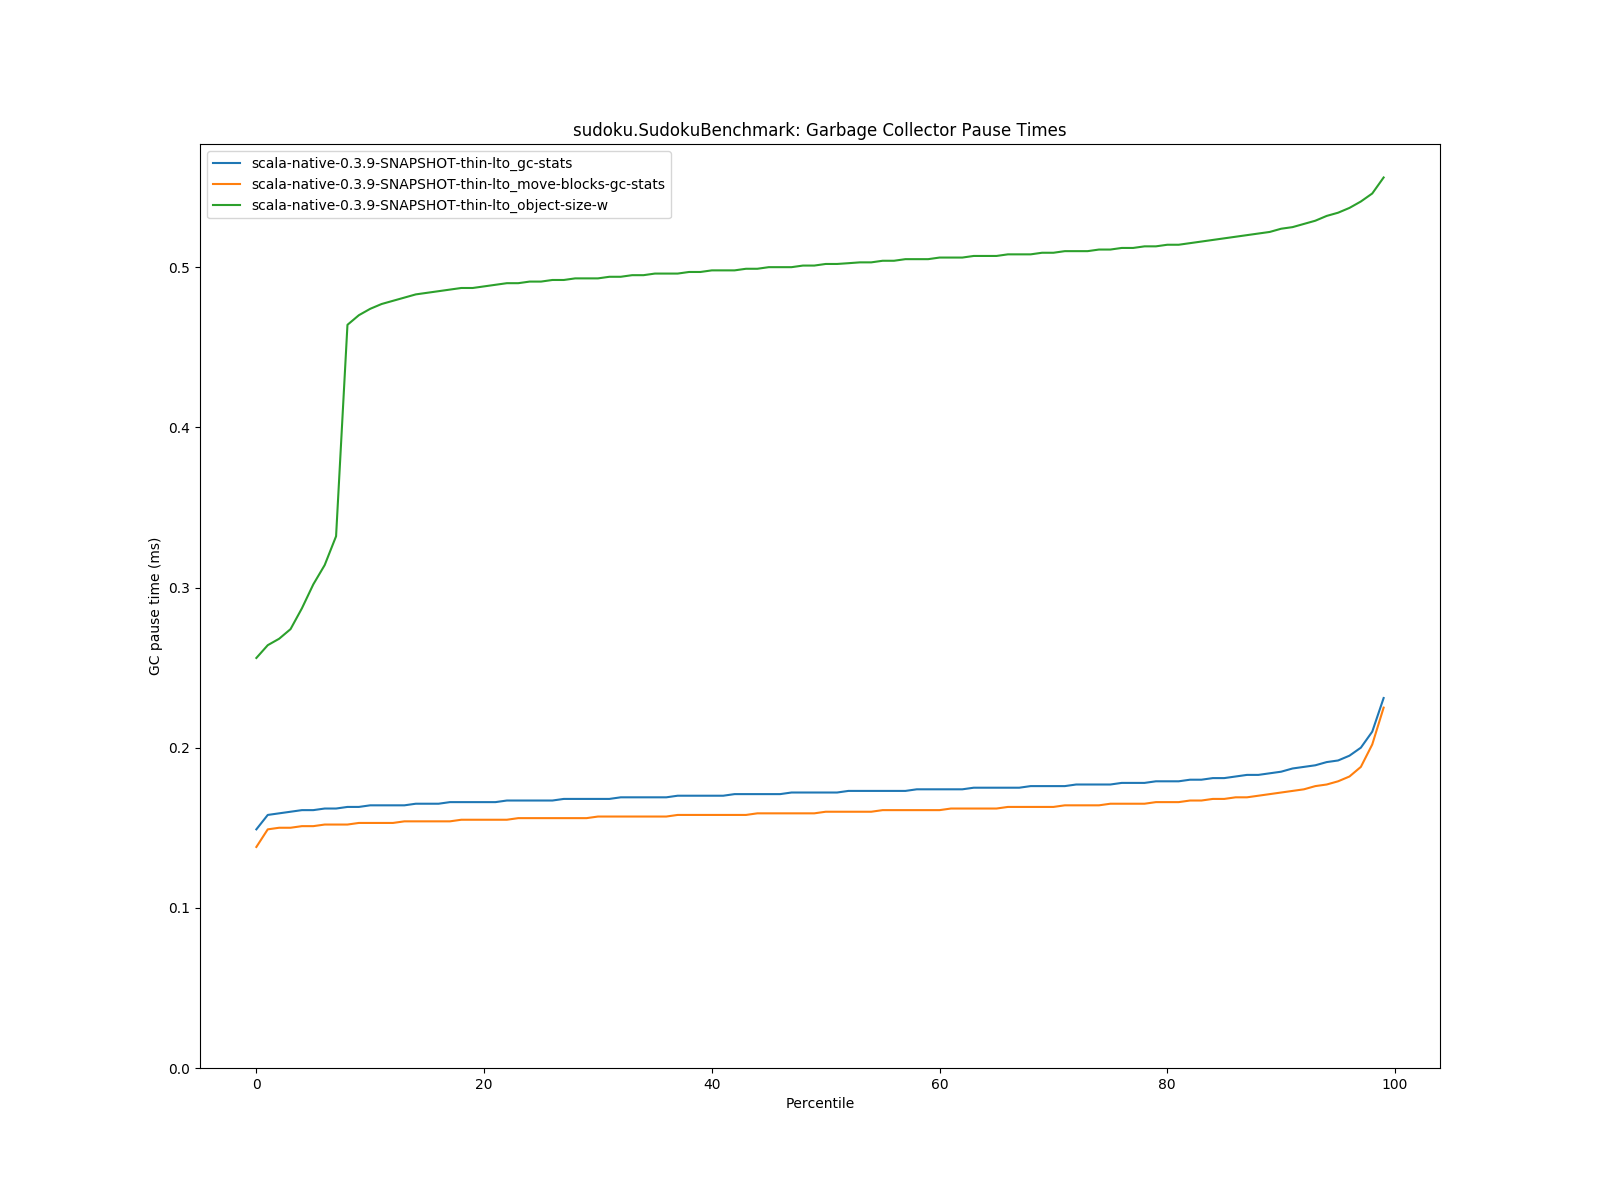 sudoku.SudokuBenchmark: Garbage Collector Pause Times
scala-native-0.3.9-SNAPSHOT-thin-lto_gc-stats
scala-native-0.3.9-SNAPSHOT-thin-lto_move-blocks-gc-stats
scala-native-0.3.9-SNAPSHOT-thin-lto_object-size-w
GC pause time (ms)
0.5
0.4
0.3
0.2
0.1
0.0
0 20 40 60 80 100
Percentile